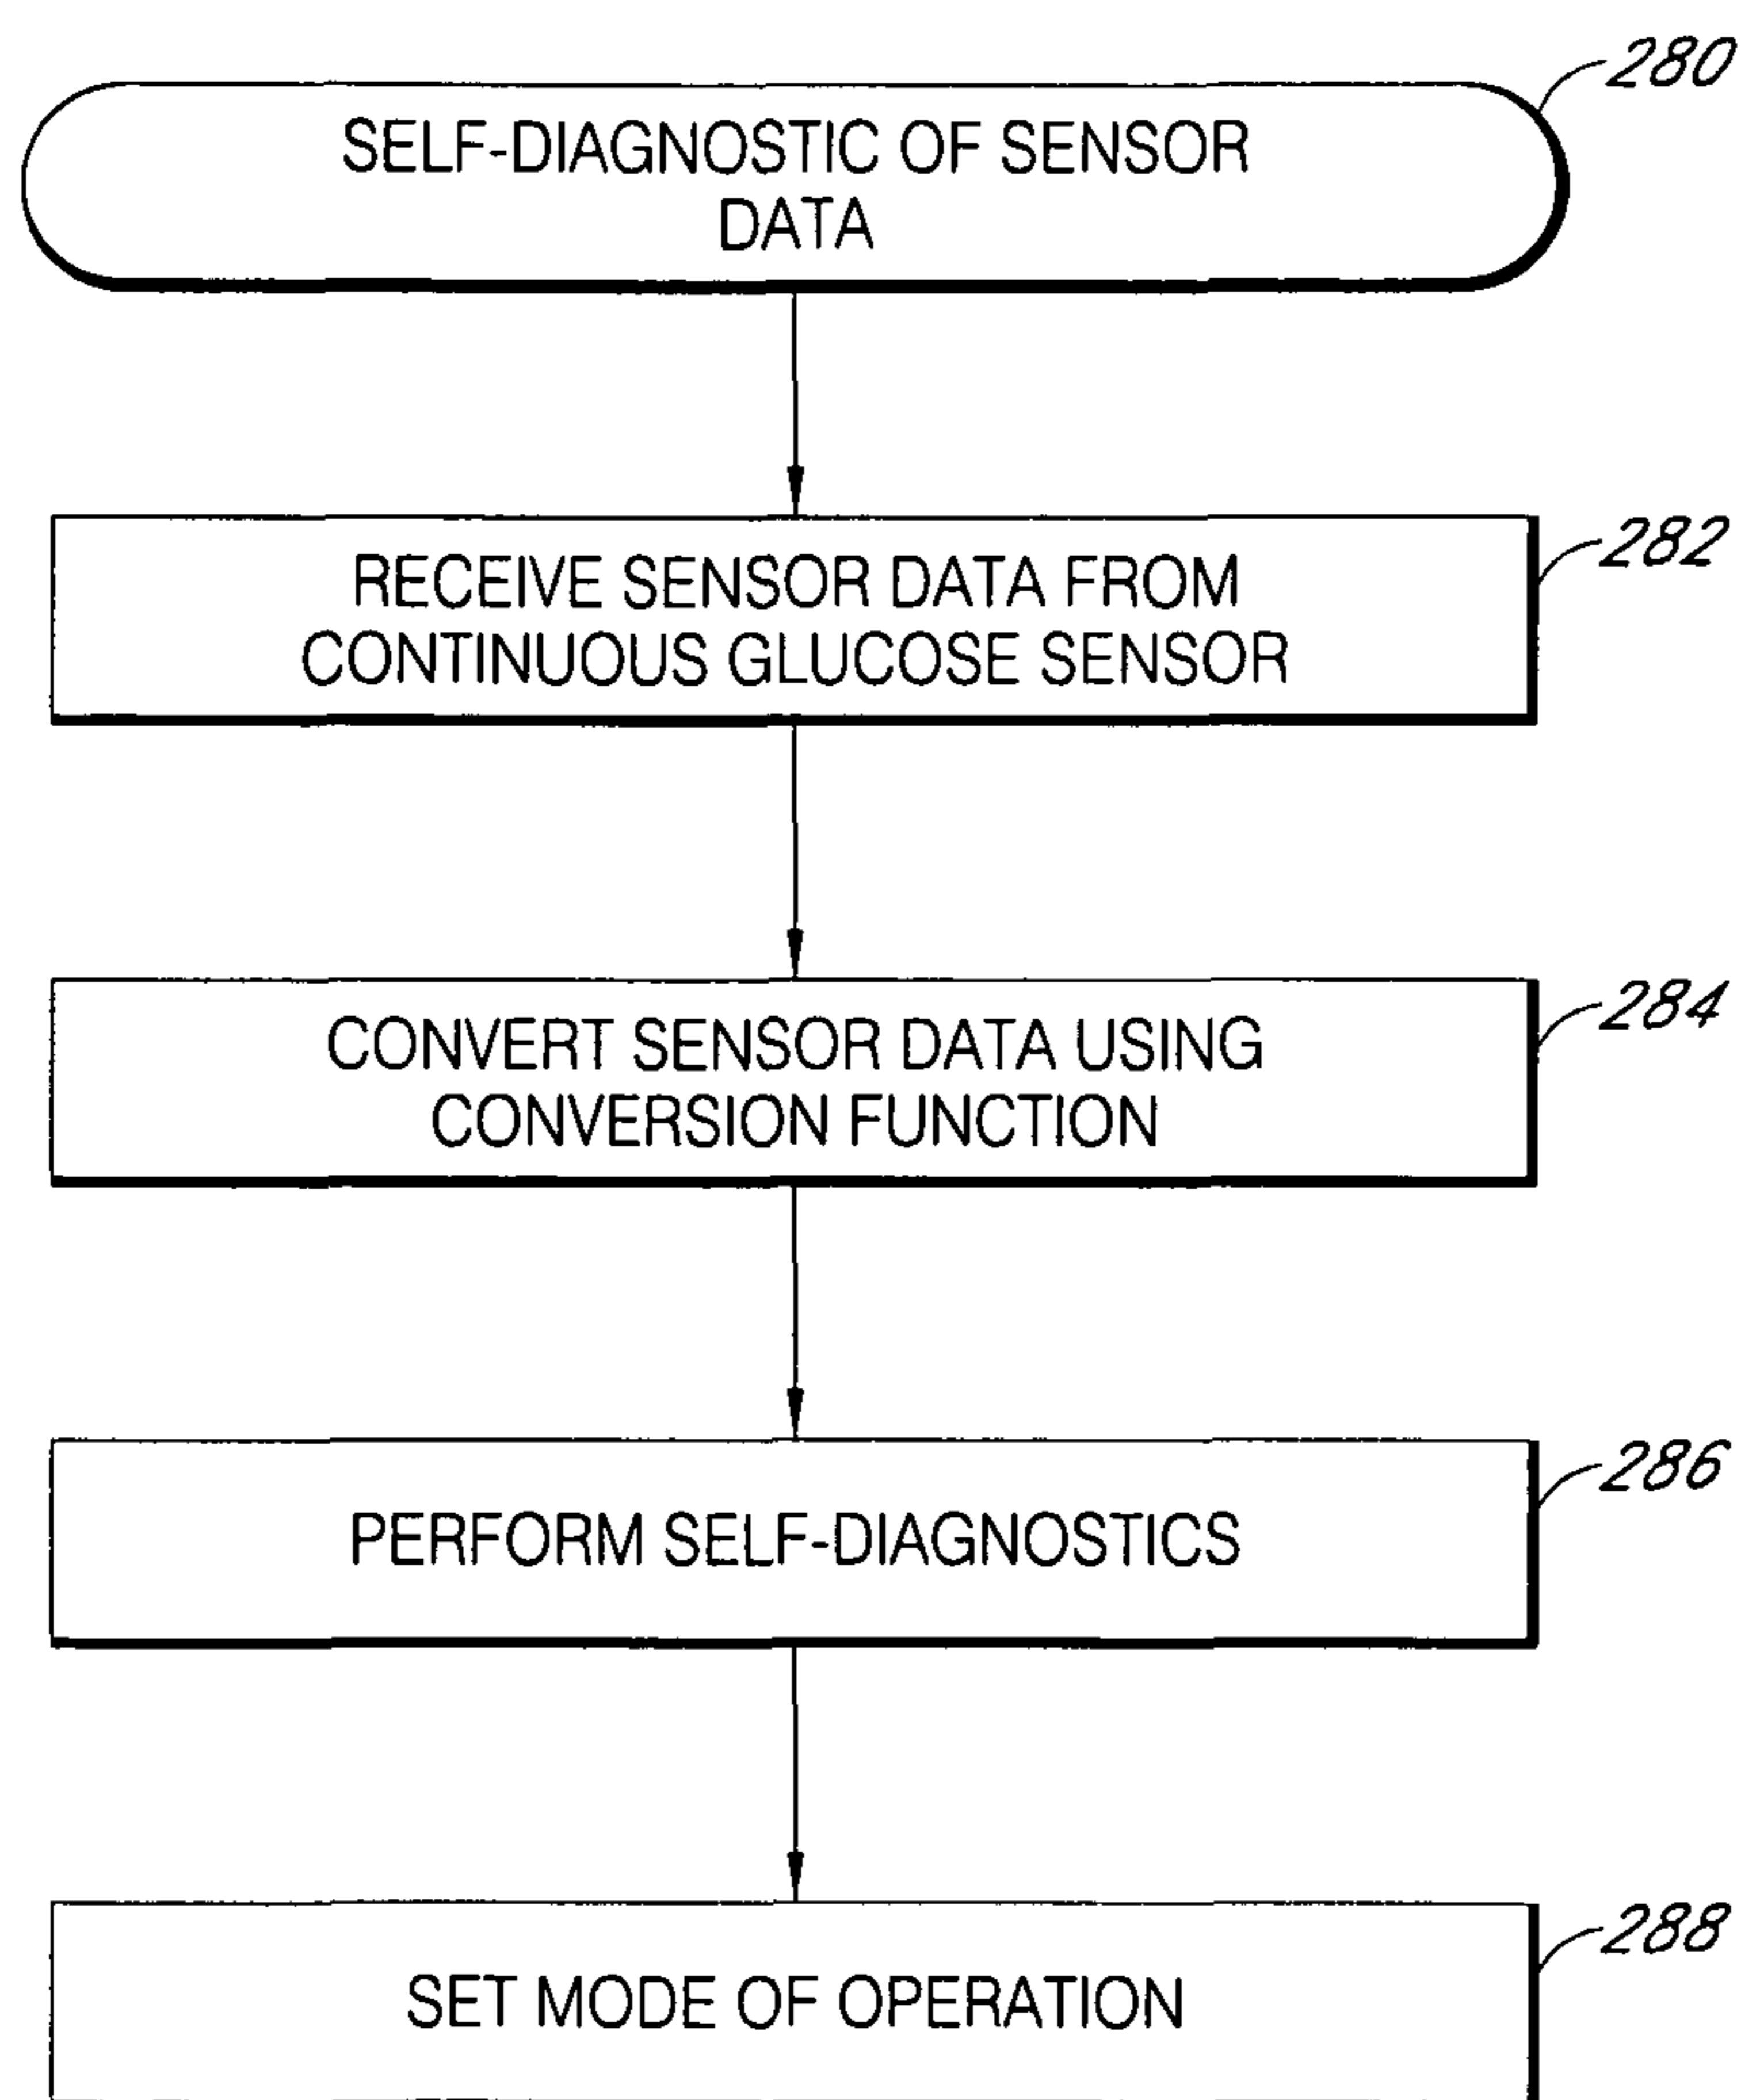 280
SELF-DIAGNOSTIC OF SENSOR
DATA
282
RECEIVE SENSOR DATA FROM
CONTINUOUS GLUCOSE SENSOR
284
CONVERT SENSOR DATA USING
CONVERSION FUNCTION
286
PERFORM SELF-DIAGNOSTICS
288
SET MODE OF OPERATION